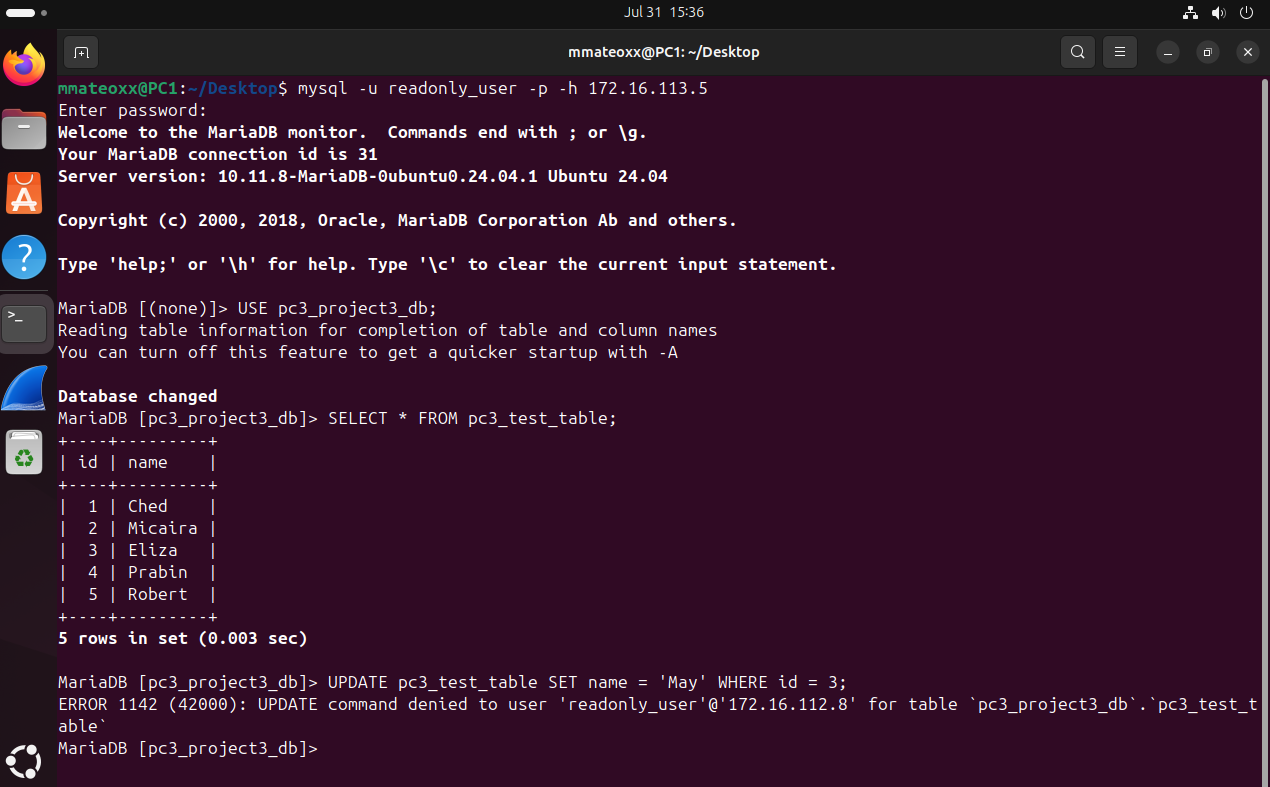 Jul 31 15:36
mmateoxx@PC1: ~/Desktop
mmateoxx@PC1:~/Desktop$ mysql -u readonly_user -p -h 172.16.113.5
Enter password:
Welcome to the MariaDB monitor.  Commands end with ; or \g.
Your MariaDB connection id is 31
Server version: 10.11.8-MariaDB-0ubuntu0.24.04.1 Ubuntu 24.04
Copyright (c) 2000, 2018, Oracle, MariaDB Corporation Ab and others.
Type 'help;' or '\h' for help. Type '\c' to clear the current input statement.
MariaDB [(none)]> USE pc3_project3_db;
Reading table information for completion of table and column names
You can turn off this feature to get a quicker startup with -A
Database changed
MariaDB [pc3_project3_db]> SELECT * FROM pc3_test_table;
+----+---------+
| id | name    |
+----+---------+
|  1 | Ched    |
|  2 | Micaira |
|  3 | Eliza   |
|  4 | Prabin  |
|  5 | Robert  |
+----+---------+
5 rows in set (0.003 sec)
MariaDB [pc3_project3_db]> UPDATE pc3_test_table SET name = 'May' WHERE id = 3;
ERROR 1142 (42000): UPDATE command denied to user 'readonly_user'@'172.16.112.8' for table `pc3_project3_db`.`pc3_test_t
able`
MariaDB [pc3_project3_db]>